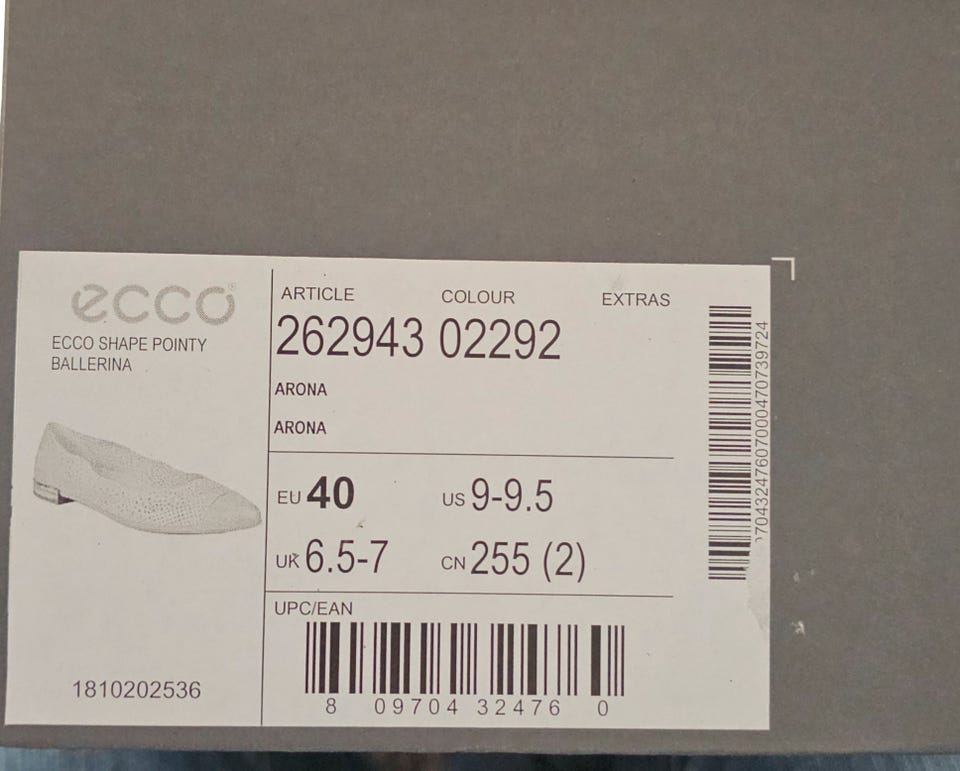 ecco
ECCO SHAPE POINTY
BALLERINA
1810202536
ARTICLE COLOUR EXTRAS
262943 02292
ARONA
ARONA
EU 40 US 9-9.5
UK 6.5-7 CN 255 (2)
UPC/EAN
8 09704 32476 0